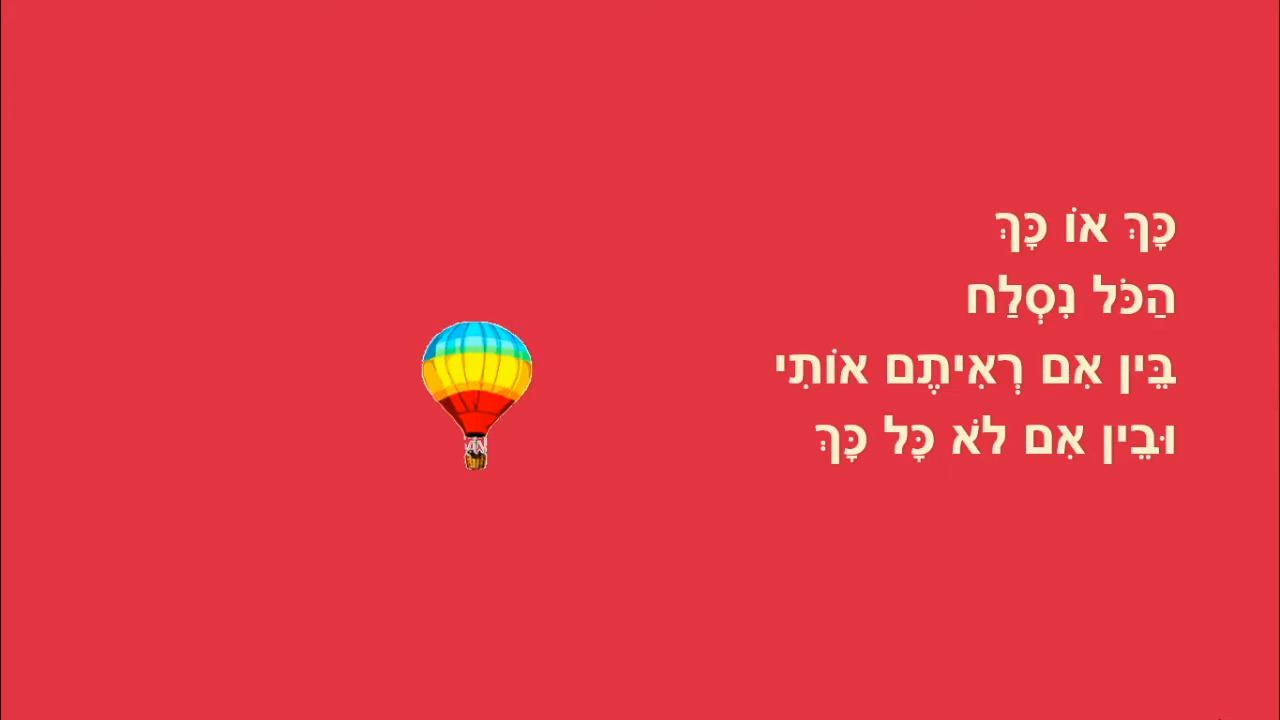 כָּךְ אוֹ כָּךְ
הַכֹּל נִסְלַח
בֵּין אִם רְאִיתֶם אוֹתִי
וּבֵין אִם לֹא כָּל כָּךְ